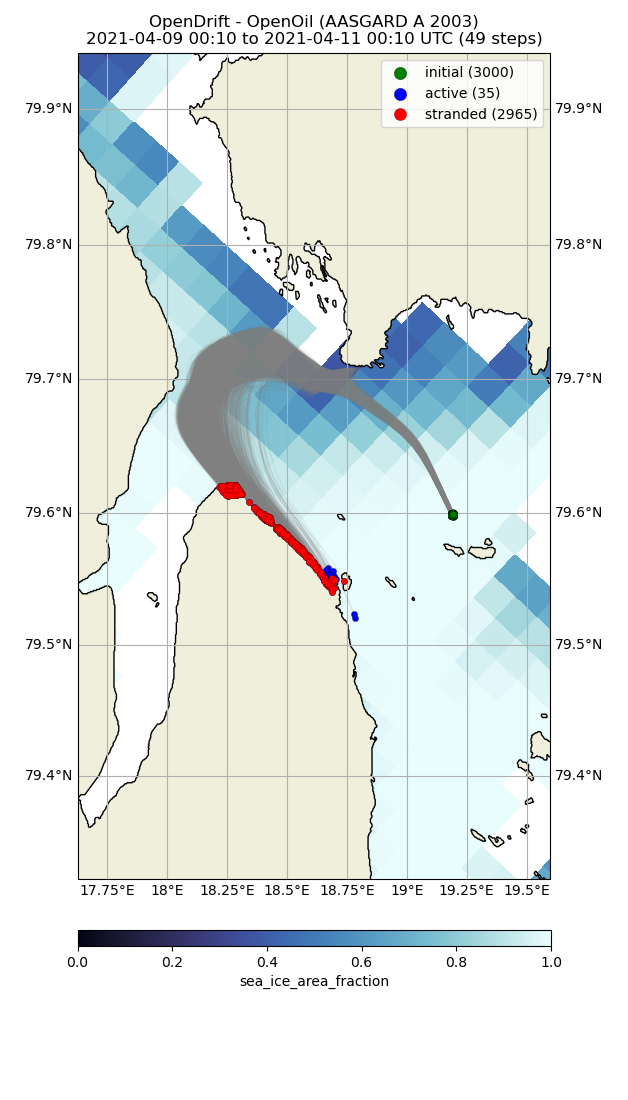 OpenDrift - OpenOil (AASGARD A 2003)
2021-04-09 00:10 to 2021-04-11 00:10 UTC (49 steps)
initial (3000)
active (35)
stranded (2965)
79.9°N 79.9°N
79.8°N 79.8°N
79.7°N 79.7°N
79.6°N 79.6°N
79.5°N 79.5°N
79.4°N 79.4°N
17.75°E 18°E 18.25°E 18.5°E 18.75°E 19°E 19.25°E 19.5°E
0.0 0.2 0.4 0.6 0.8 1.0
sea_ice_area_fraction